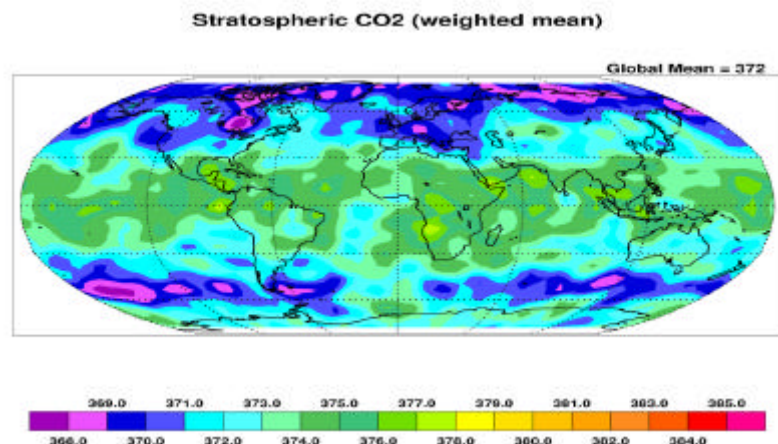 Stratospheric CO2 (weighted mean)
Global Mean = 372
369.0 371.0 373.0 375.0 377.0 379.0 381.0 383.0 385.0
368.0 370.0 372.0 374.0 376.0 378.0 380.0 382.0 384.0